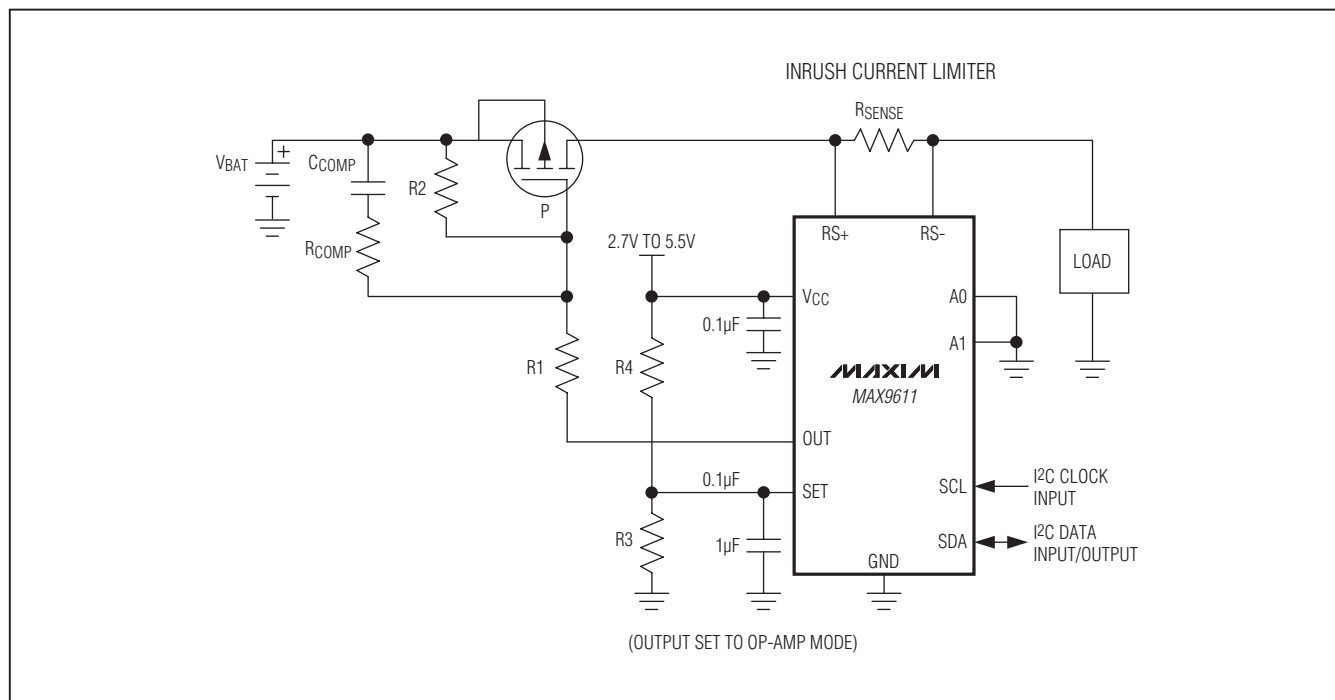 INRUSH CURRENT LIMITER
RSENSE
VBAT
+
CCOMP
R2
P
RCOMP
2.7V TO 5.5V
RS+
RS-
LOAD
VCC
A0
0.1µF
A1
R1
R4
MAXIM
MAX9611
OUT
0.1µF
SET
SCL
I2C CLOCK
INPUT
R3
1µF
SDA
I2C DATA
INPUT/OUTPUT
GND
(OUTPUT SET TO OP-AMP MODE)